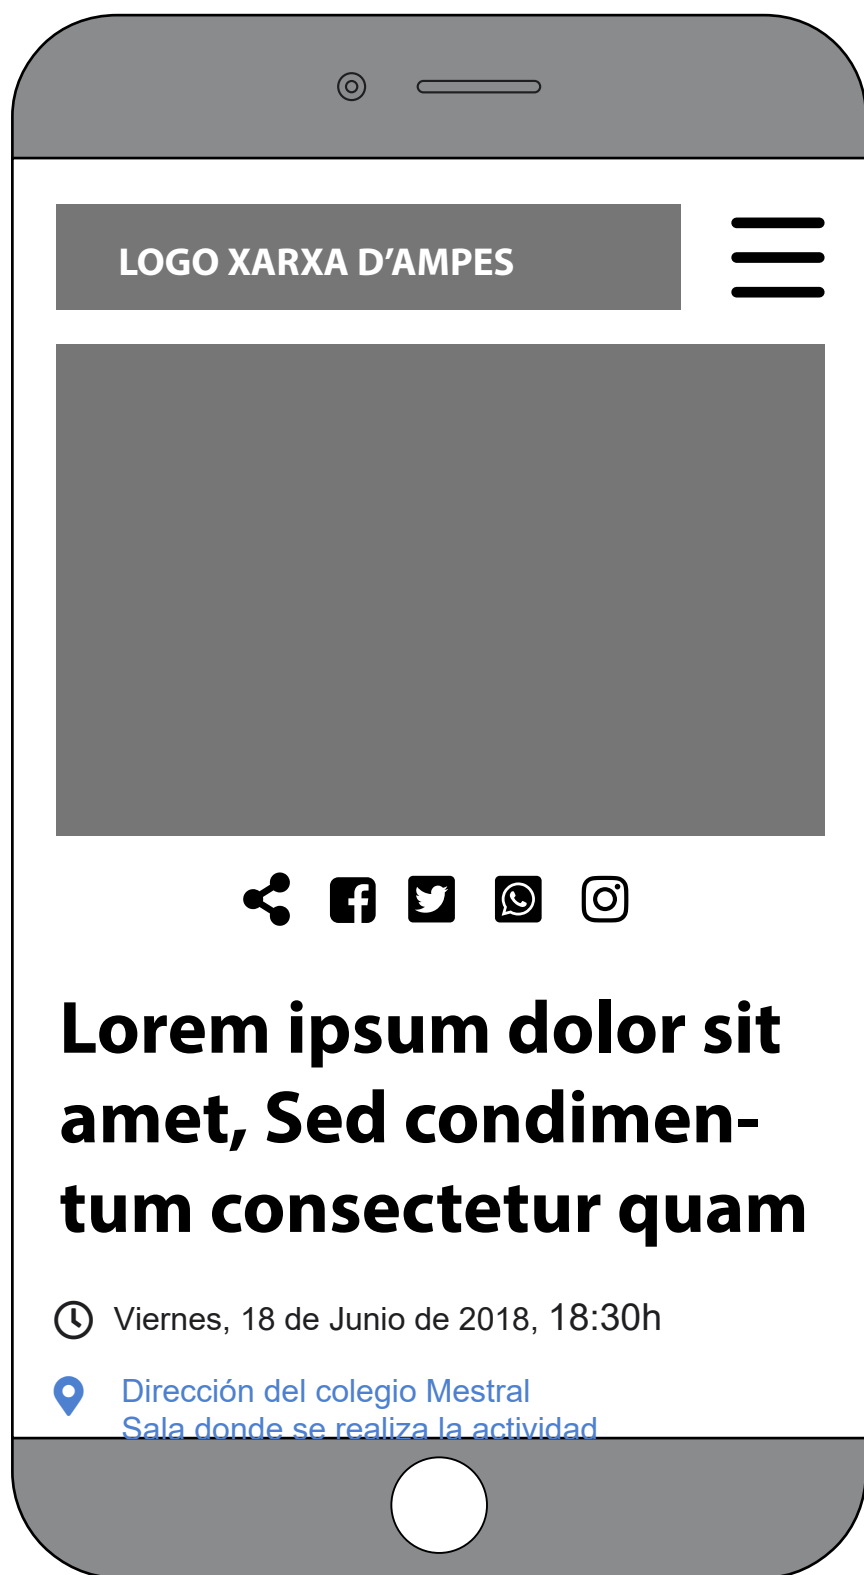 LOGO XARXA D’AMPES
Lorem ipsum dolor sit
amet, Sed condimen-
tum consectetur quam
Viernes, 18 de Junio de 2018, 18:30h
Dirección del colegio Mestral
Sala donde se realiza la actividad